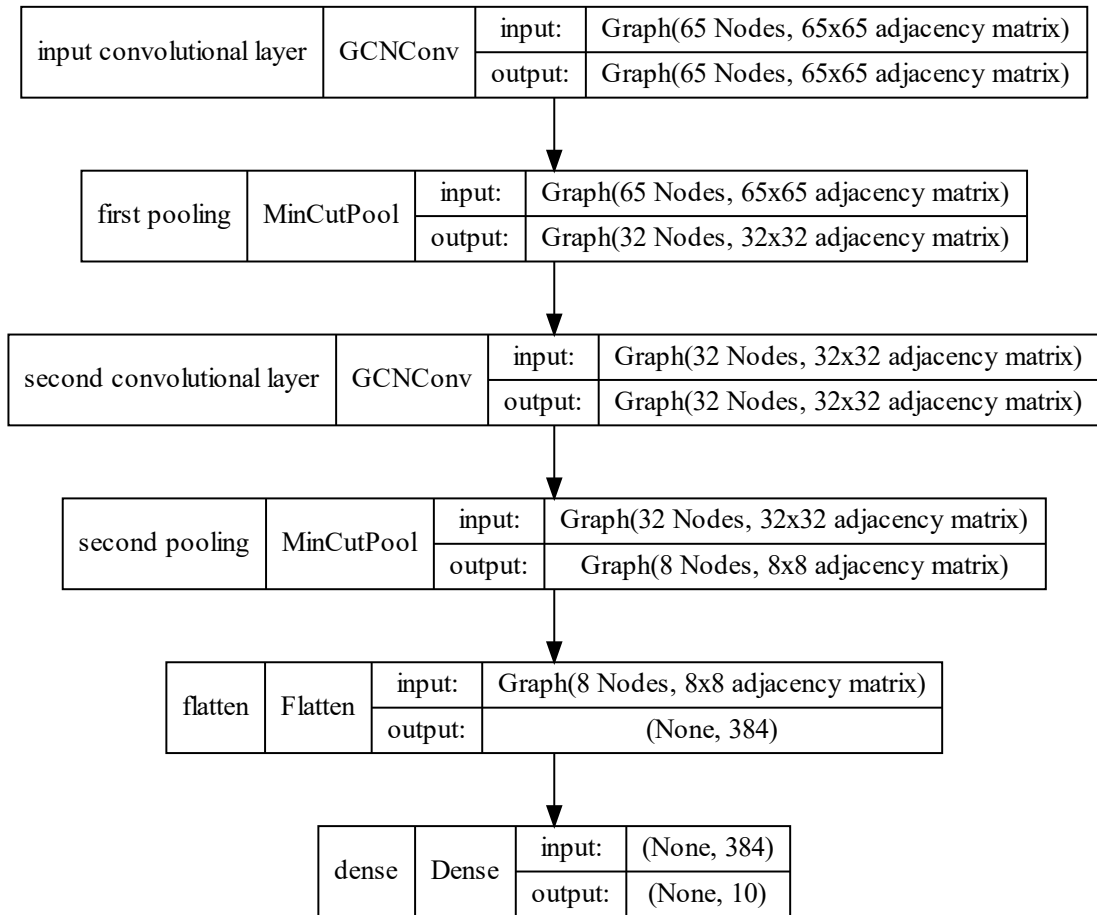 input convolutional layer GCNConv input: Graph(65 Nodes, 65x65 adjacency matrix)
output: Graph(65 Nodes, 65x65 adjacency matrix)
first pooling MinCutPool input: Graph(65 Nodes, 65x65 adjacency matrix)
output: Graph(32 Nodes, 32x32 adjacency matrix)
second convolutional layer GCNConv input: Graph(32 Nodes, 32x32 adjacency matrix)
output: Graph(32 Nodes, 32x32 adjacency matrix)
second pooling MinCutPool input: Graph(32 Nodes, 32x32 adjacency matrix)
output: Graph(8 Nodes, 8x8 adjacency matrix)
flatten Flatten input: Graph(8 Nodes, 8x8 adjacency matrix)
output: (None, 384)
dense Dense input: (None, 384)
output: (None, 10)